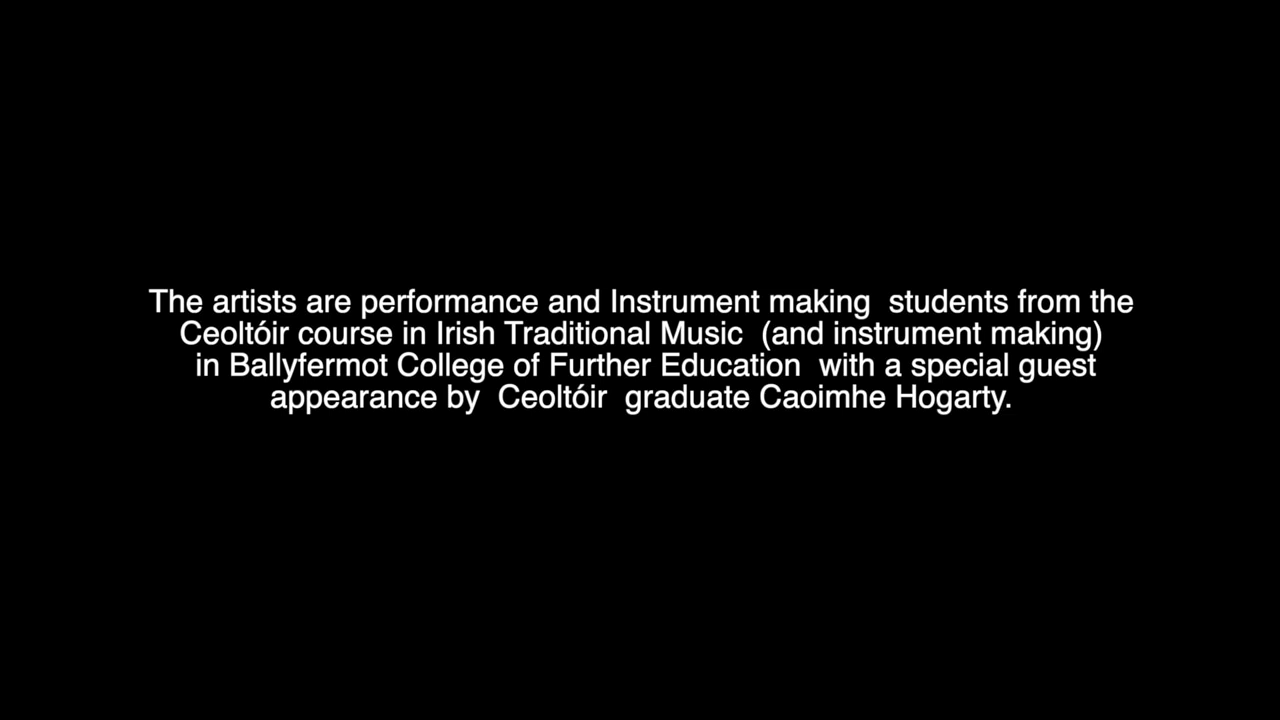 The artists are performance and Instrument making  students from the
Ceoltóir course in Irish Traditional Music  (and instrument making)
in Ballyfermot College of Further Education  with a special guest
appearance by  Ceoltóir  graduate Caoimhe Hogarty.